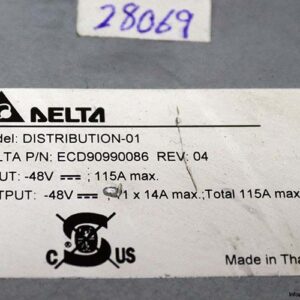 28069
DELTA
del: DISTRIBUTION-01
LTA P/N: ECD90990086 REV: 04
UT: -48V ⎓ ; 115A max.
TPUT: -48V ⎓ /1 x 14A max.;Total 115A max
C US
Made in Tha